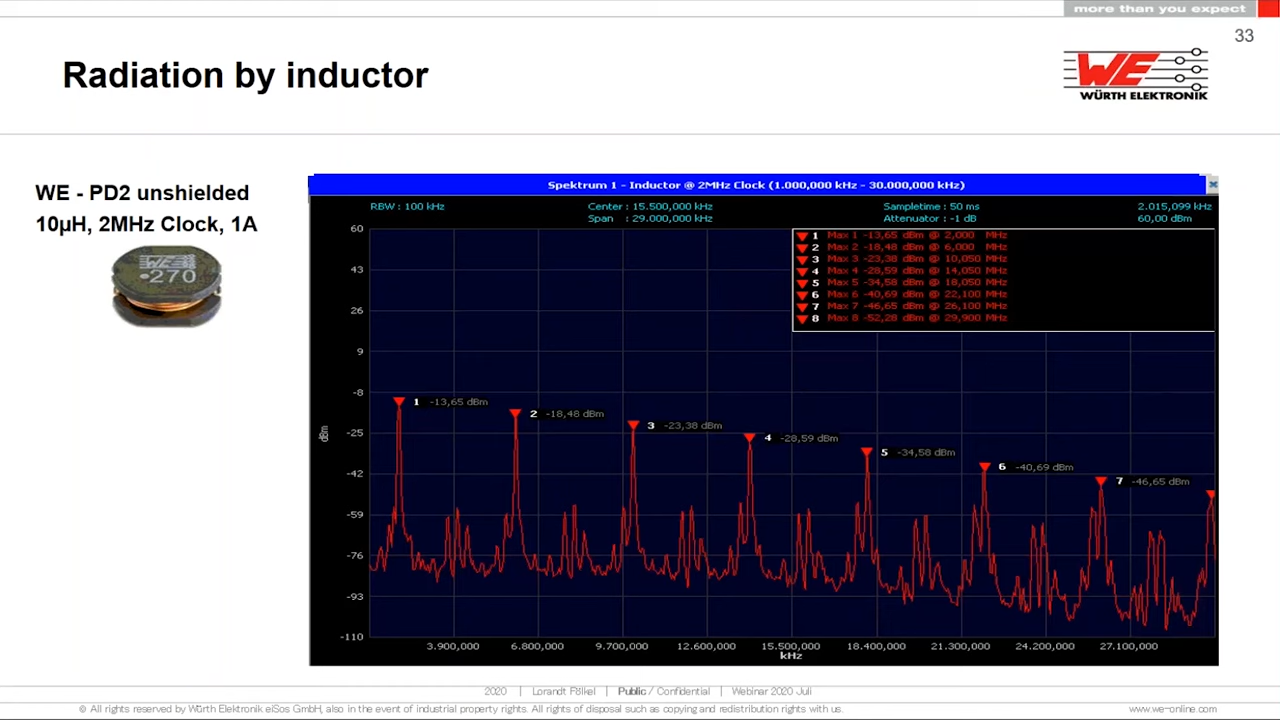 more than you expect
33
Radiation by inductor
WE
WÜRTH ELEKTRONIK
WE - PD2 unshielded
10µH, 2MHz Clock, 1A
WE
270
Spektrum 1 - Inductor @ 2MHz Clock (1.000,000 kHz - 30.000,000 kHz)
RBW : 100 kHz
Center : 15.500,000 kHz
Sampletime : 50 ms
2.015,099 kHz
Span : 29.000,000 kHz
Attenuator : -1 dB
60,00 dBm
1 Max 1 -13,65 dBm @ 2,000 MHz
2 Max 2 -18,48 dBm @ 6,000 MHz
3 Max 3 -23,38 dBm @ 10,050 MHz
4 Max 4 -28,59 dBm @ 14,050 MHz
5 Max 5 -34,58 dBm @ 18,050 MHz
6 Max 6 -40,69 dBm @ 22,100 MHz
7 Max 7 -46,65 dBm @ 26,100 MHz
8 Max 8 -52,28 dBm @ 29,900 MHz
60
43
26
9
-8
-25
-42
-59
-76
-93
-110
dBm
1 -13,65 dBm
2 -18,48 dBm
3 -23,38 dBm
4 -28,59 dBm
5 -34,58 dBm
6 -40,69 dBm
7 -46,65 dBm
3.900,000 6.800,000 9.700,000 12.600,000 15.500,000 18.400,000 21.300,000 24.200,000 27.100,000
kHz
2020 | Lorandt Fölkel | Public / Confidential | Webinar 2020 Juli
© All rights reserved by Würth Elektronik eiSos GmbH, also in the event of industrial property rights. All rights of disposal such as copying and redistribution rights with us.
www.we-online.com